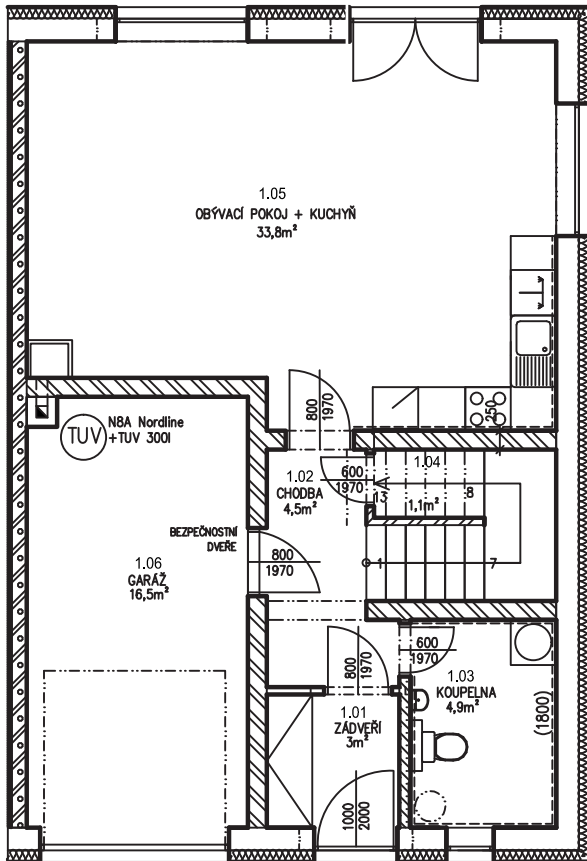 1.05
OBÝVACÍ POKOJ + KUCHYŇ
33,8m²
250
TUV
N8A Nordline
+TUV 300l
800
1970
1.02
CHODBA
4,5m²
600
1970
1.04
1,1m²
13
8
BEZPEČNOSTNÍ
DVEŘE
800
1970
1
7
1.06
GARÁŽ
16,5m²
800
1970
600
1970
1.03
KOUPELNA
4,9m²
(1800)
1.01
ZÁDVEŘÍ
3m²
1000
2000